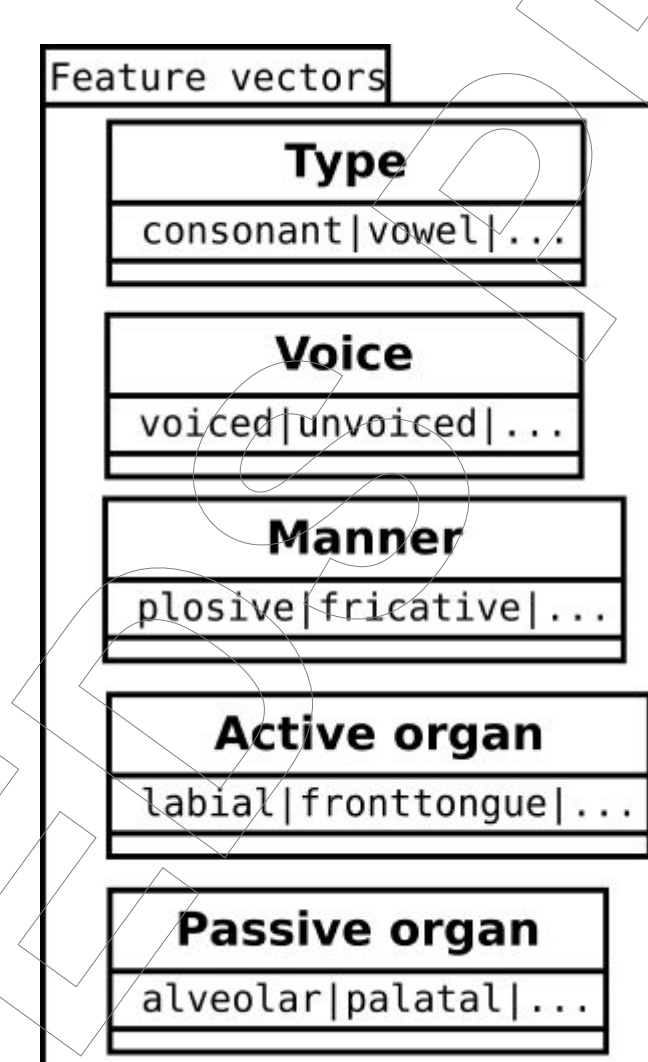 Feature vectors
Type
consonant|vowel|...
Voice
voiced|unvoiced|...
Manner
plosive|fricative|...
Active organ
labial|fronttongue|...
Passive organ
alveolar|palatal|...